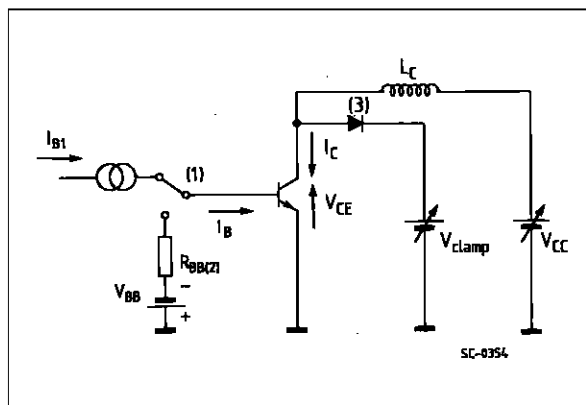 L_C
(3)
I_B1
(1)
I_C
I_B
V_CE
V_clamp
V_CC
R_BB(2)
V_BB
−
+
SC-0354